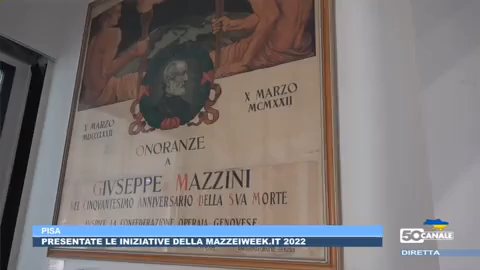 X MARZO
MDCCCLXXII
X MARZO
MCMXXII
ONORANZE
A
GIVSEPPE MAZZINI
NEL CINQVANTESIMO ANNIVERSARIO DELLA SVA MORTE
LA CONFEDERAZIONE OPERAIA GENOVESE
PISA
PRESENTATE LE INIZIATIVE DELLA MAZZEIWEEK.IT 2022
50 CANALE
DIRETTA